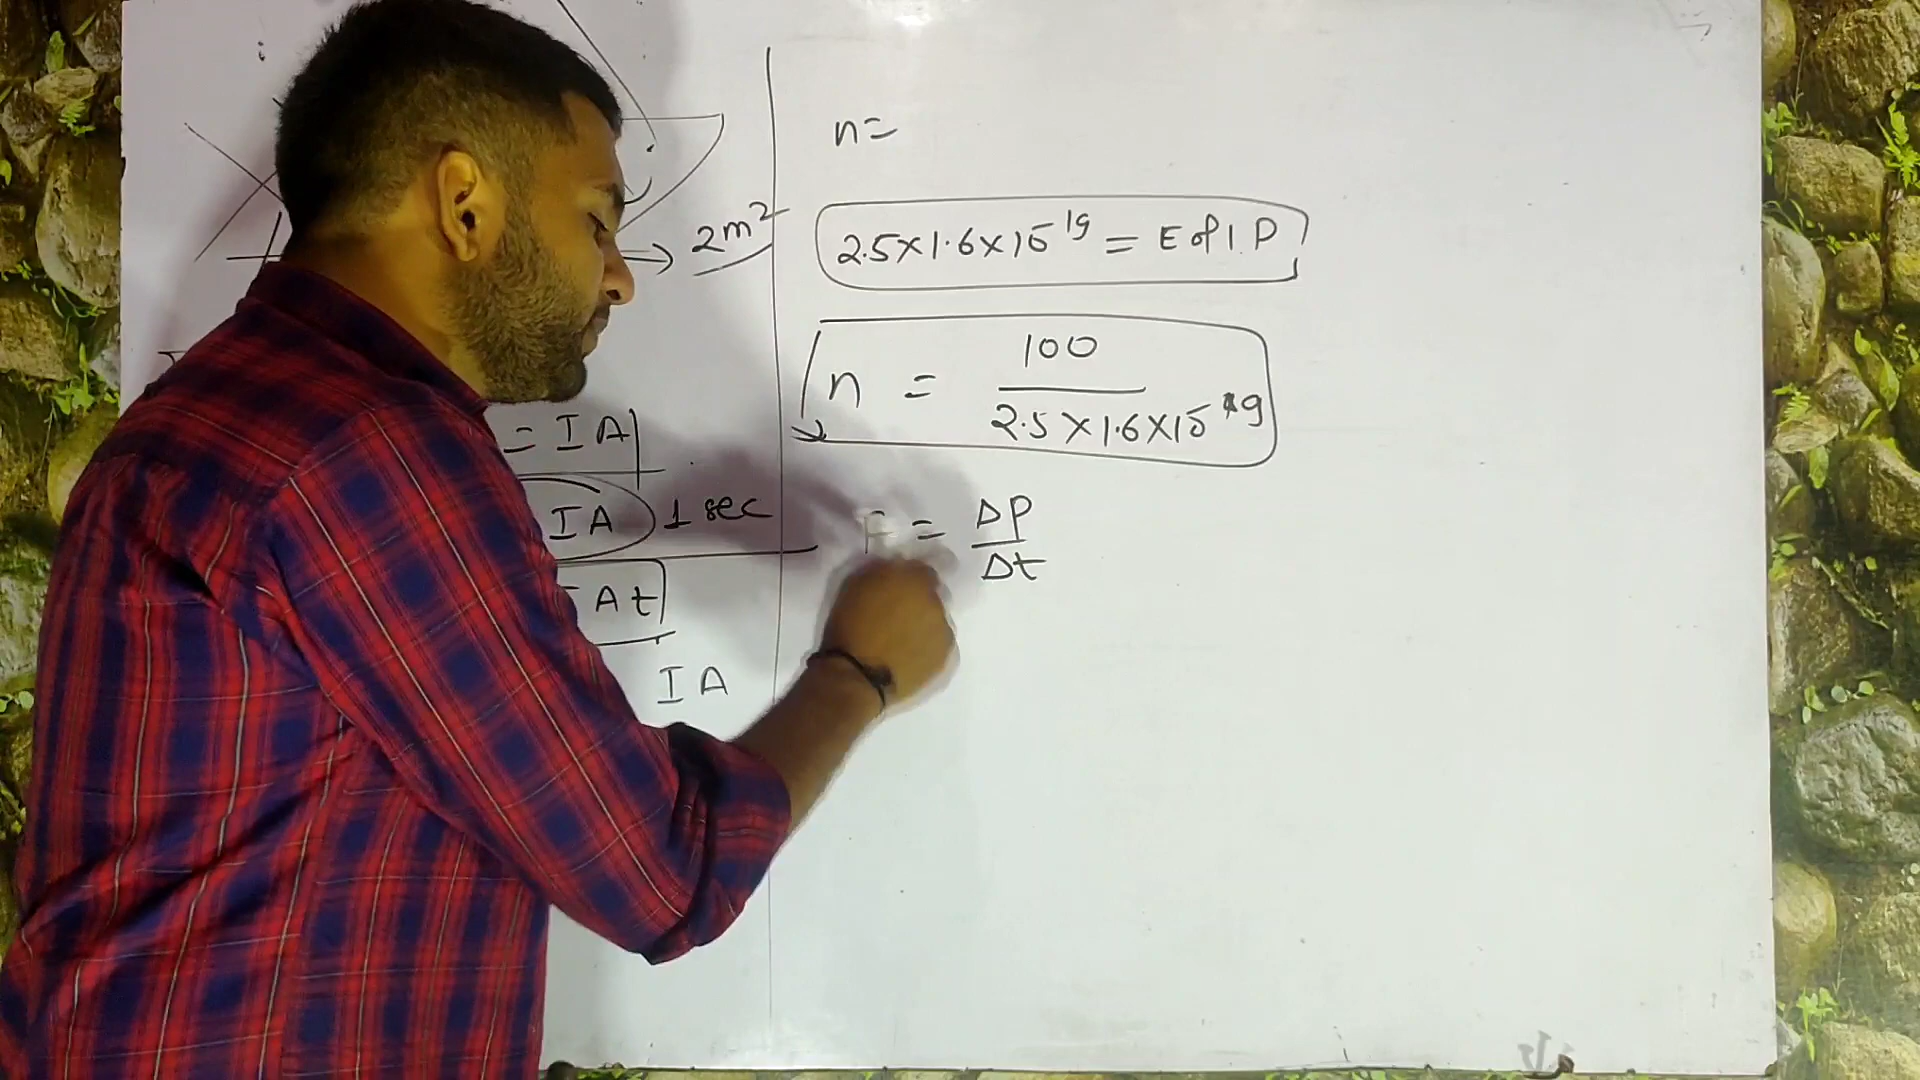 2m²
= IA
IA 1 sec
At
IA
n=
2.5×1.6×10¯¹⁹ = E of 1.P
n = 100 / 2.5×1.6×10¯¹⁹
F = ΔP / Δt